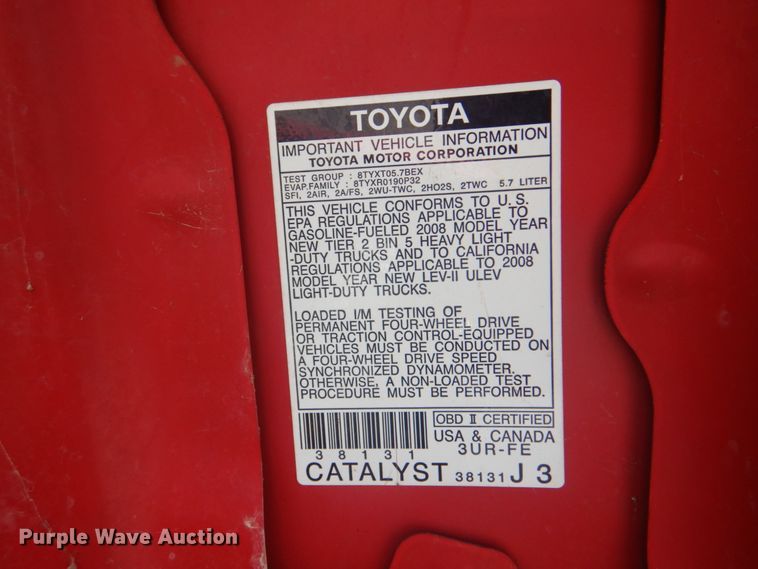 TOYOTA
IMPORTANT VEHICLE INFORMATION
TOYOTA MOTOR CORPORATION
TEST GROUP : 8TYXT05.7BEX
EVAP.FAMILY : 8TYXR0190P32
SFI, 2AIR, 2A/FS, 2WU-TWC, 2HO2S, 2TWC 5.7 LITER
THIS VEHICLE CONFORMS TO U.S.
EPA REGULATIONS APPLICABLE TO
GASOLINE-FUELED 2008 MODEL YEAR
NEW TIER 2 BIN 5 HEAVY LIGHT
-DUTY TRUCKS AND TO CALIFORNIA
REGULATIONS APPLICABLE TO 2008
MODEL YEAR NEW LEV-II ULEV
LIGHT-DUTY TRUCKS.
LOADED I/M TESTING OF
PERMANENT FOUR-WHEEL DRIVE
OR TRACTION CONTROL-EQUIPPED
VEHICLES MUST BE CONDUCTED ON
A FOUR-WHEEL DRIVE SPEED
SYNCHRONIZED DYNAMOMETER.
OTHERWISE, A NON-LOADED TEST
PROCEDURE MUST BE PERFORMED.
OBD II CERTIFIED
USA & CANADA
38131 3UR-FE
CATALYST 38131 J 3
Purple Wave Auction